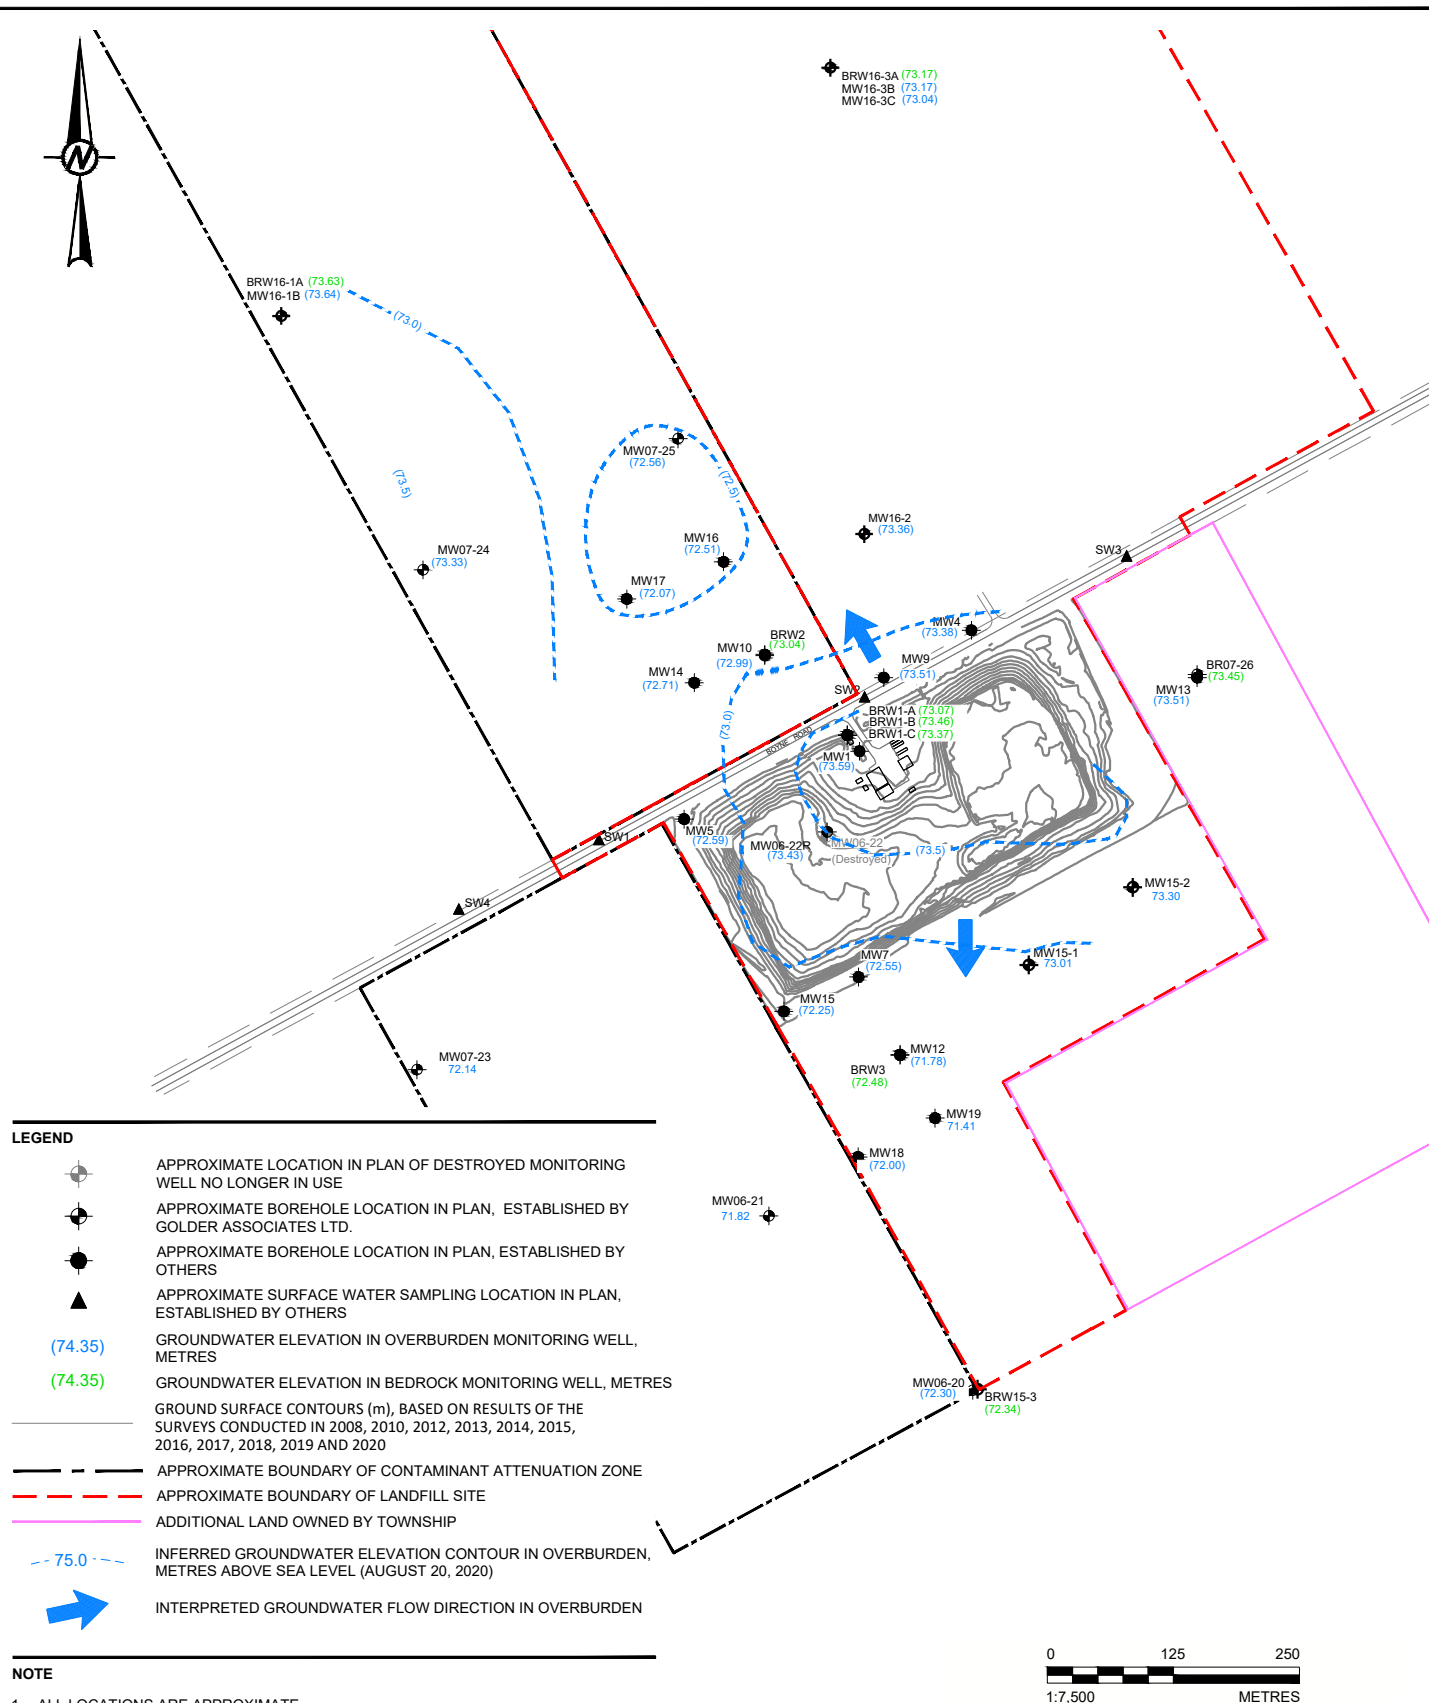 N
BRW16-3A (73.17)
MW16-3B (73.17)
MW16-3C (73.04)
BRW16-1A (73.63)
MW16-1B (73.64)
(73.0)
MW07-25
(72.56)
(72.5)
(73.5)
MW16-2
(73.36)
MW16
(72.51)
MW07-24
(73.33)
SW3
MW17
(72.07)
MW4
(73.38)
BRW2
(73.04)
MW10
(72.99)
MW9
(73.51)
BR07-26
(73.45)
MW14
(72.71)
MW13
(73.51)
SW2
BRW1-A (73.07)
BRW1-B (73.46)
BRW1-C (73.37)
(73.0)
BOYNE ROAD
MW1
(73.59)
MW5
(72.59)
SW1
MW06-22R
(73.43)
MW06-22
(Destroyed)
(73.5)
MW15-2
73.30
SW4
MW7
(72.55)
MW15-1
73.01
MW15
(72.25)
MW07-23
72.14
MW12
(71.78)
BRW3
(72.48)
MW19
71.41
MW18
(72.00)
MW06-21
71.82
MW06-20
(72.30)
BRW15-3
(72.34)
LEGEND
APPROXIMATE LOCATION IN PLAN OF DESTROYED MONITORING
WELL NO LONGER IN USE
APPROXIMATE BOREHOLE LOCATION IN PLAN, ESTABLISHED BY
GOLDER ASSOCIATES LTD.
APPROXIMATE BOREHOLE LOCATION IN PLAN, ESTABLISHED BY
OTHERS
APPROXIMATE SURFACE WATER SAMPLING LOCATION IN PLAN,
ESTABLISHED BY OTHERS
(74.35) GROUNDWATER ELEVATION IN OVERBURDEN MONITORING WELL,
METRES
(74.35) GROUNDWATER ELEVATION IN BEDROCK MONITORING WELL, METRES
GROUND SURFACE CONTOURS (m), BASED ON RESULTS OF THE
SURVEYS CONDUCTED IN 2008, 2010, 2012, 2013, 2014, 2015,
2016, 2017, 2018, 2019 AND 2020
APPROXIMATE BOUNDARY OF CONTAMINANT ATTENUATION ZONE
APPROXIMATE BOUNDARY OF LANDFILL SITE
ADDITIONAL LAND OWNED BY TOWNSHIP
75.0 INFERRED GROUNDWATER ELEVATION CONTOUR IN OVERBURDEN,
METRES ABOVE SEA LEVEL (AUGUST 20, 2020)
INTERPRETED GROUNDWATER FLOW DIRECTION IN OVERBURDEN
NOTE
1. ALL LOCATIONS ARE APPROXIMATE
0 125 250
1:7,500 METRES